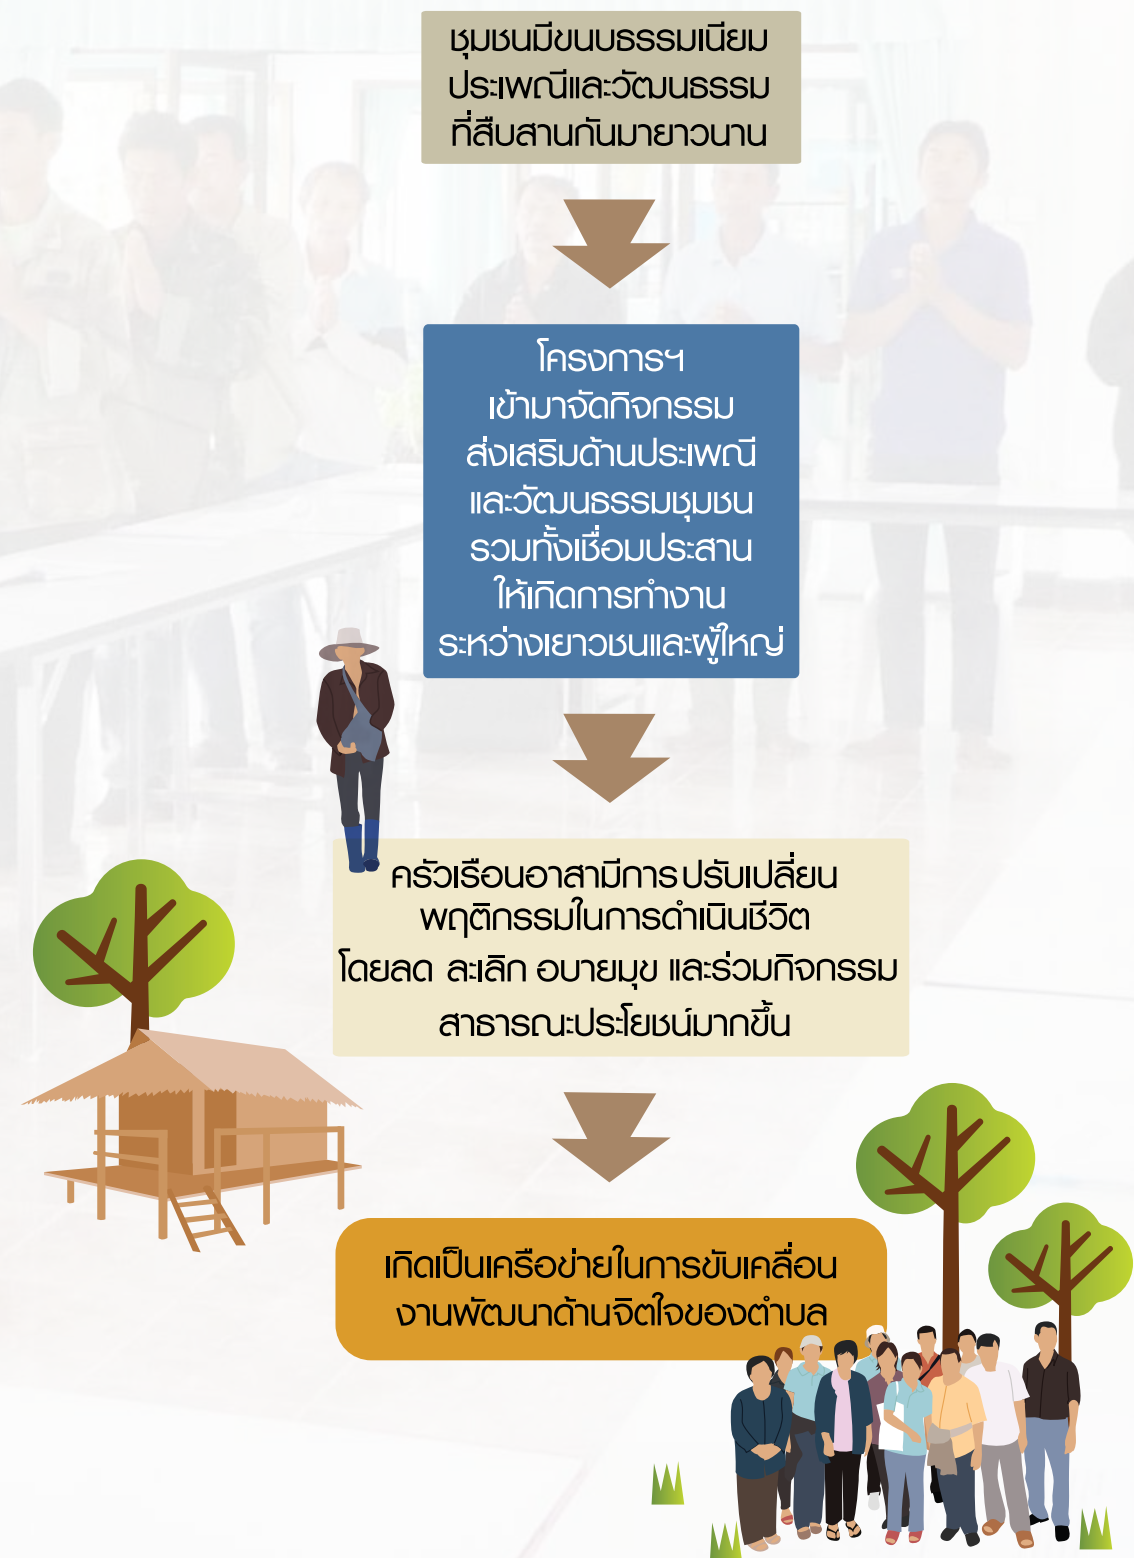 ชุมชนมีขนบธรรมเนียม
ประเพณีและวัฒนธรรม
ที่สืบสานกันมายาวนาน
โครงการฯ
เข้ามาจัดกิจกรรม
ส่งเสริมด้านประเพณี
และวัฒนธรรมชุมชน
รวมทั้งเชื่อมประสาน
ให้เกิดการทำงาน
ระหว่างเยาวชนและผู้ใหญ่
ครัวเรือนอาสามีการปรับเปลี่ยน
พฤติกรรมในการดำเนินชีวิต
โดยลด ละเลิก อบายมุข และร่วมกิจกรรม
สาธารณะประโยชน์มากขึ้น
เกิดเป็นเครือข่ายในการขับเคลื่อน
งานพัฒนาด้านจิตใจของตำบล